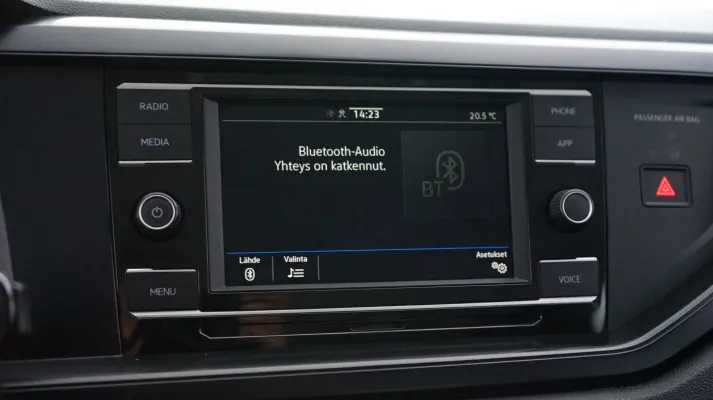 RADIO
MEDIA
MENU
14:23
20.5 °C
Bluetooth-Audio
Yhteys on katkennut.
BT
Lähde
Valinta
Asetukset
PHONE
APP
VOICE
PASSENGER AIR BAG